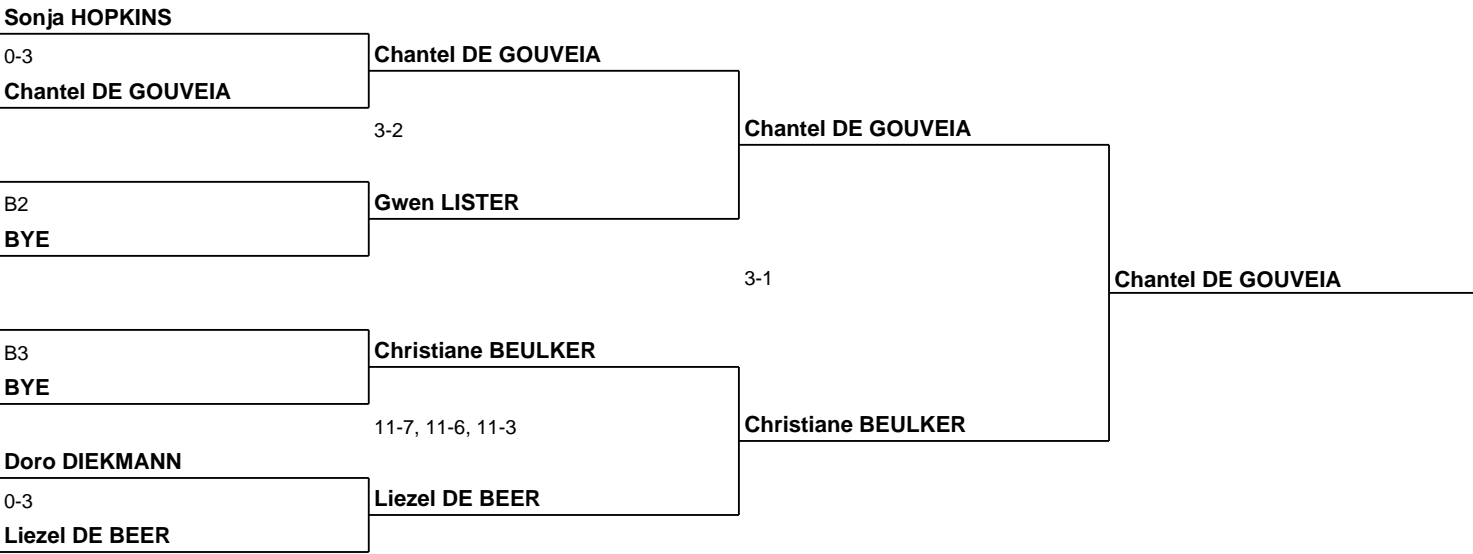 Sonja HOPKINS
0-3
Chantel DE GOUVEIA
Chantel DE GOUVEIA
3-2
Chantel DE GOUVEIA
B2
Gwen LISTER
BYE
3-1
Chantel DE GOUVEIA
B3
Christiane BEULKER
BYE
11-7, 11-6, 11-3
Christiane BEULKER
Doro DIEKMANN
0-3
Liezel DE BEER
Liezel DE BEER